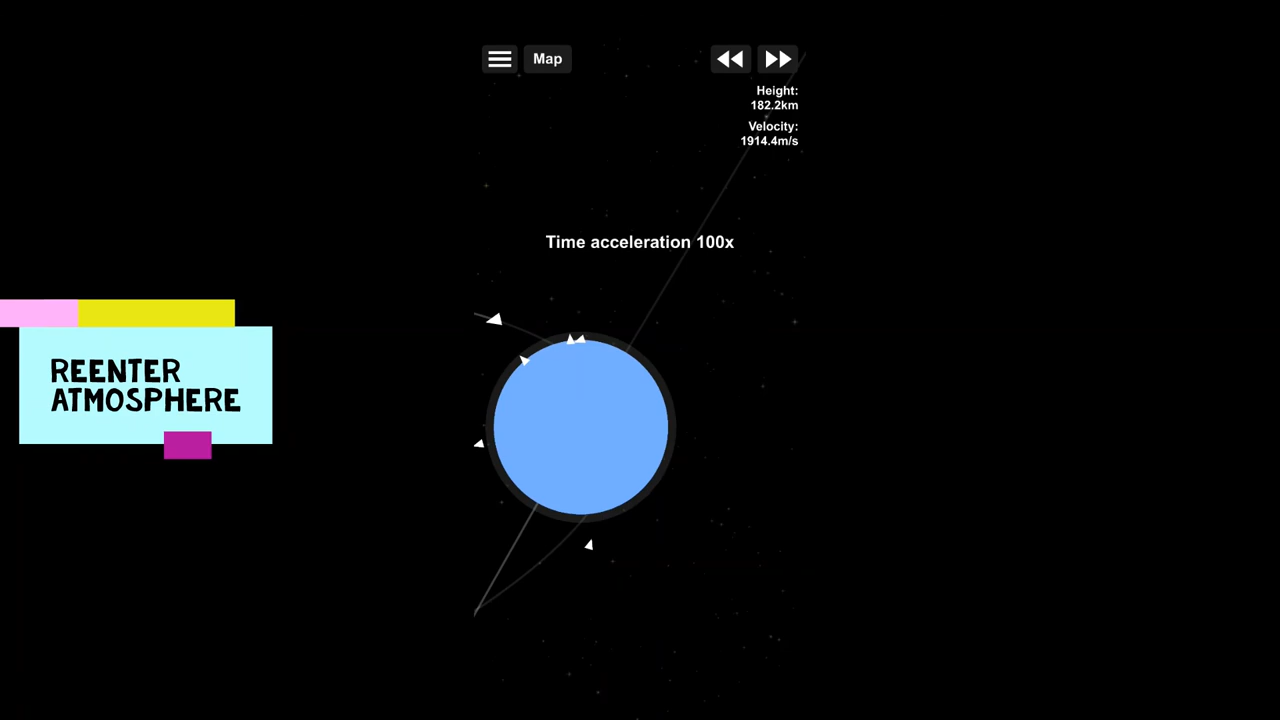 Map
Height:
182.2km
Velocity:
1914.4m/s
Time acceleration 100x
REENTER
ATMOSPHERE